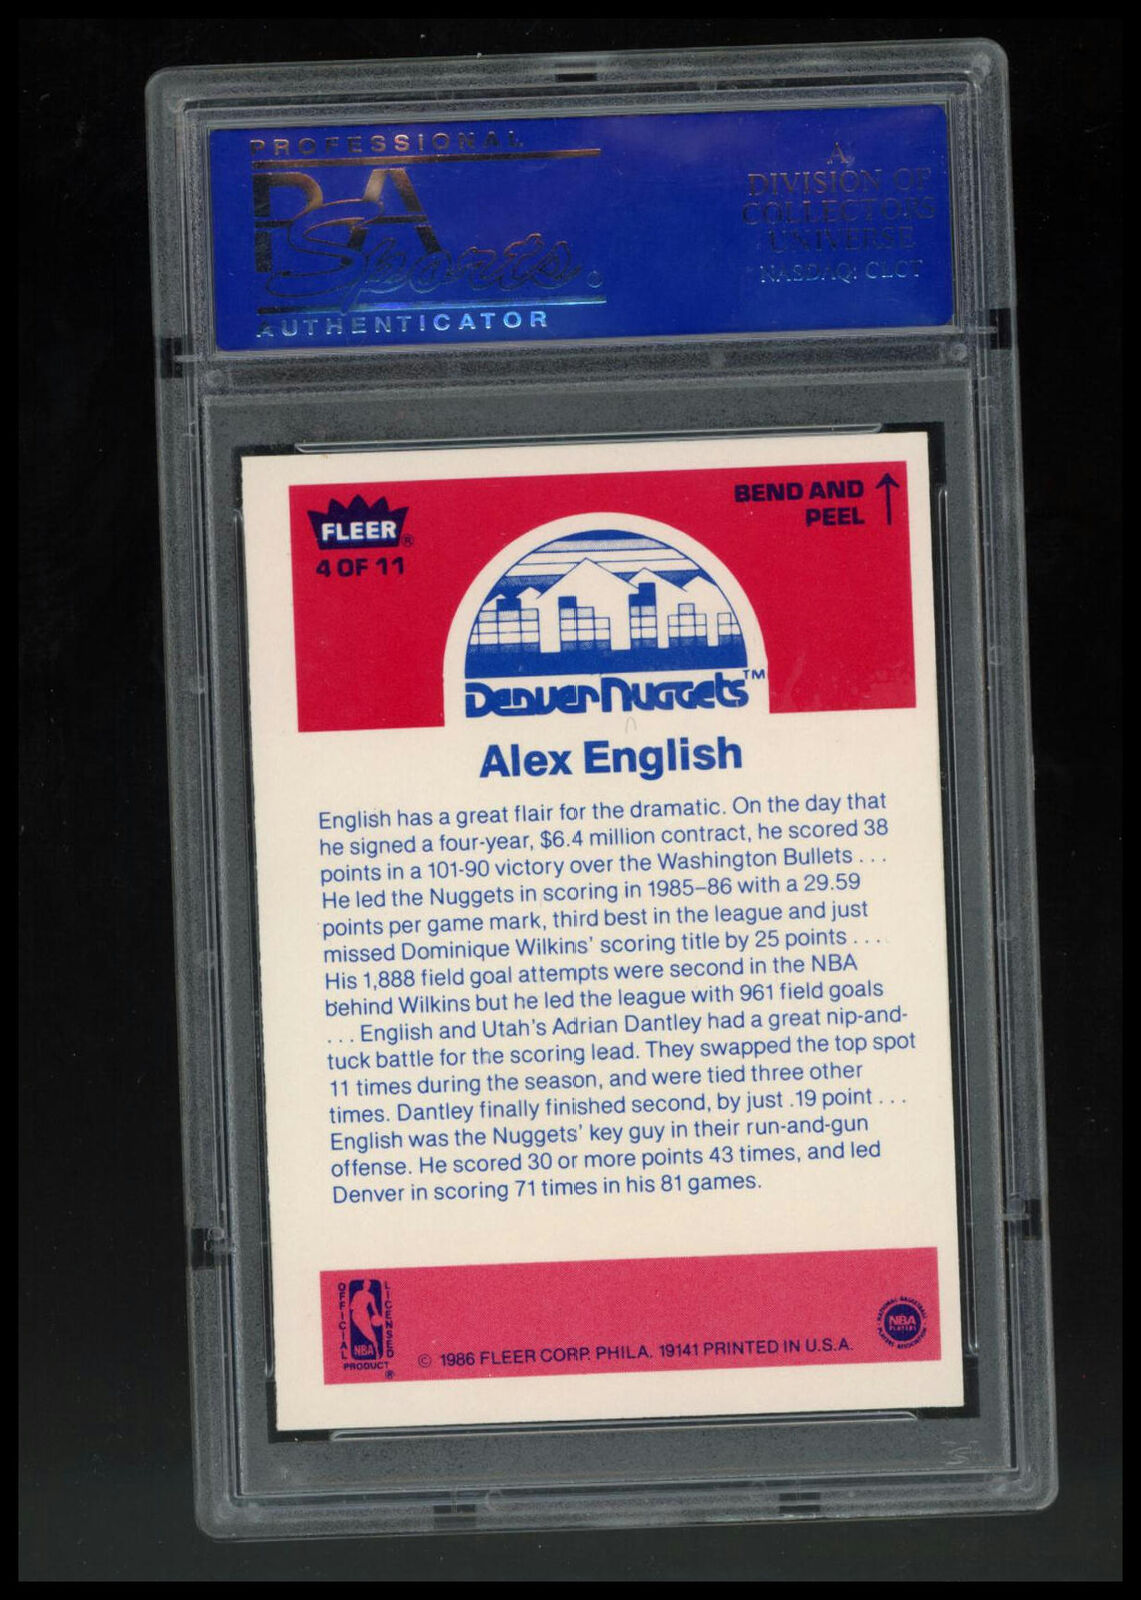 PROFESSIONAL
PSA
Sports
AUTHENTICATOR
A
DIVISION OF
COLLECTORS
UNIVERSE
NASDAQ: CLCT
FLEER®
4 OF 11
BEND AND
PEEL
Denver Nuggets™
Alex English
English has a great flair for the dramatic. On the day that
he signed a four-year, $6.4 million contract, he scored 38
points in a 101-90 victory over the Washington Bullets . . .
He led the Nuggets in scoring in 1985–86 with a 29.59
points per game mark, third best in the league and just
missed Dominique Wilkins' scoring title by 25 points . . . .
His 1,888 field goal attempts were second in the NBA
behind Wilkins but he led the league with 961 field goals
. . . English and Utah's Adrian Dantley had a great nip-and-
tuck battle for the scoring lead. They swapped the top spot
11 times during the season, and were tied three other
times. Dantley finally finished second, by just .19 point . . .
English was the Nuggets' key guy in their run-and-gun
offense. He scored 30 or more points 43 times, and led
Denver in scoring 71 times in his 81 games.
OFFICIAL
NBA
LICENSED
PRODUCT
®
© 1986 FLEER CORP. PHILA. 19141 PRINTED IN U.S.A.
NATIONAL BASKETBALL
NBA
PLAYERS
PLAYERS ASSOCIATION